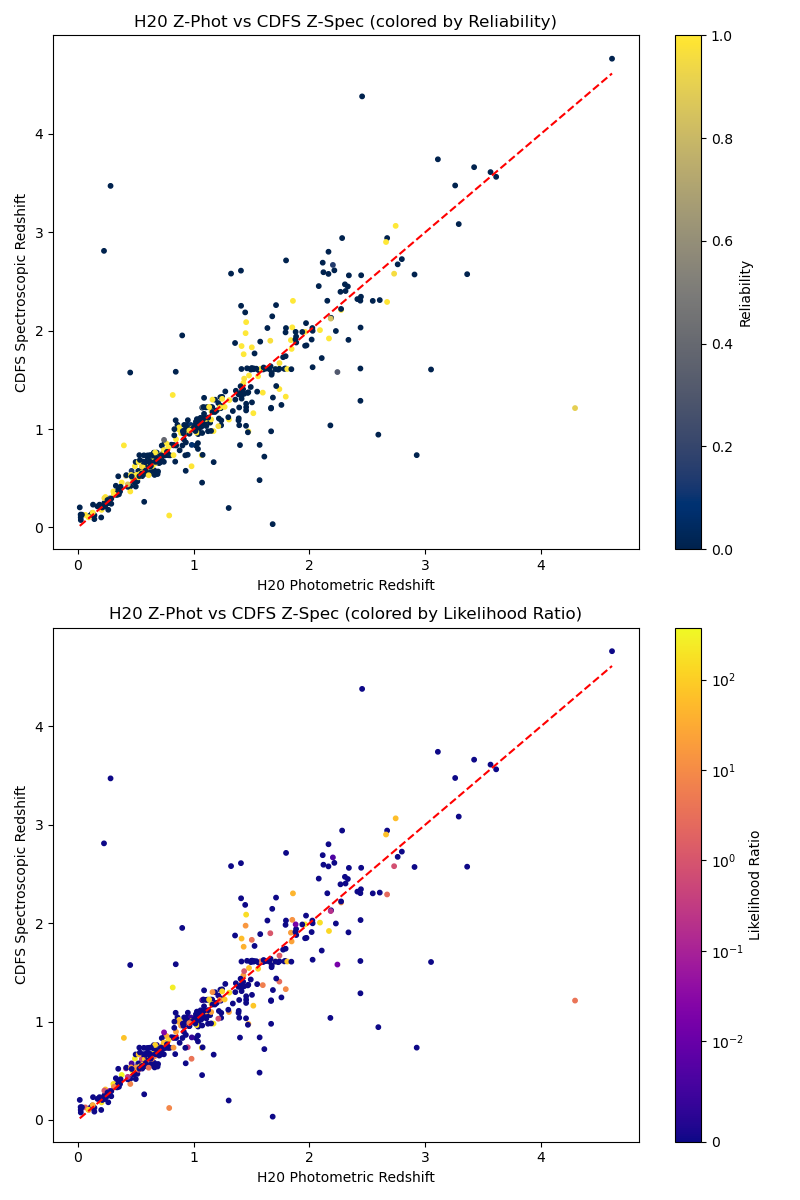 H20 Z-Phot vs CDFS Z-Spec (colored by Reliability)
CDFS Spectroscopic Redshift
4
3
2
1
0
0 1 2 3 4
H20 Photometric Redshift
1.0
0.8
0.6
0.4
0.2
0.0
Reliability
H20 Z-Phot vs CDFS Z-Spec (colored by Likelihood Ratio)
CDFS Spectroscopic Redshift
4
3
2
1
0
0 1 2 3 4
H20 Photometric Redshift
10²
10¹
10⁰
10⁻¹
10⁻²
0
Likelihood Ratio